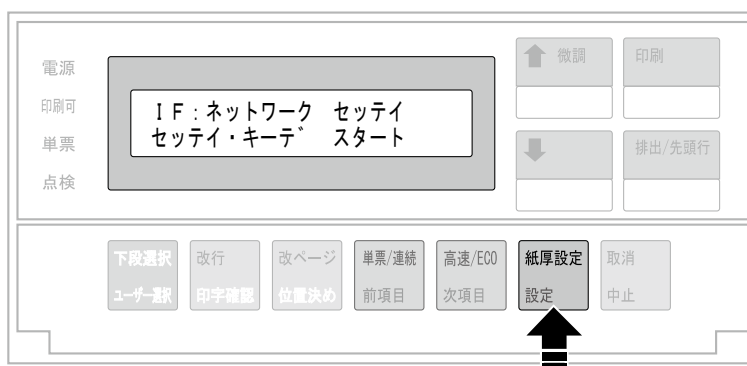 電源
印刷可
単票
点検
IF:ネットワーク セッテイ
セッテイ・キーデ゛ スタート
微調
印刷
排出/先頭行
下段選択
ユーザー選択
改行
印字確認
改ページ
位置決め
単票/連続
前項目
高速/ECO
次項目
紙厚設定
設定
取消
中止